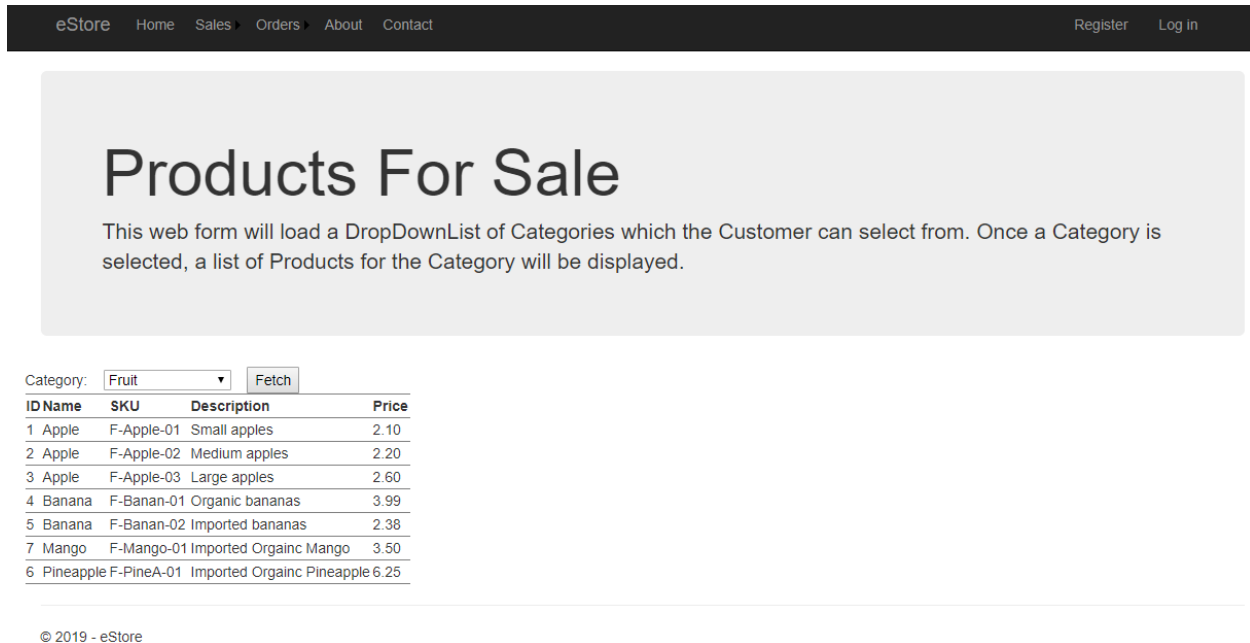 eStore Home Sales Orders About Contact Register Log in
Products For Sale
This web form will load a DropDownList of Categories which the Customer can select from. Once a Category is
selected, a list of Products for the Category will be displayed.
Category: Fruit Fetch
ID Name SKU Description Price
1 Apple F-Apple-01 Small apples 2.10
2 Apple F-Apple-02 Medium apples 2.20
3 Apple F-Apple-03 Large apples 2.60
4 Banana F-Banan-01 Organic bananas 3.99
5 Banana F-Banan-02 Imported bananas 2.38
7 Mango F-Mango-01 Imported Orgainc Mango 3.50
6 Pineapple F-PineA-01 Imported Orgainc Pineapple 6.25
© 2019 - eStore